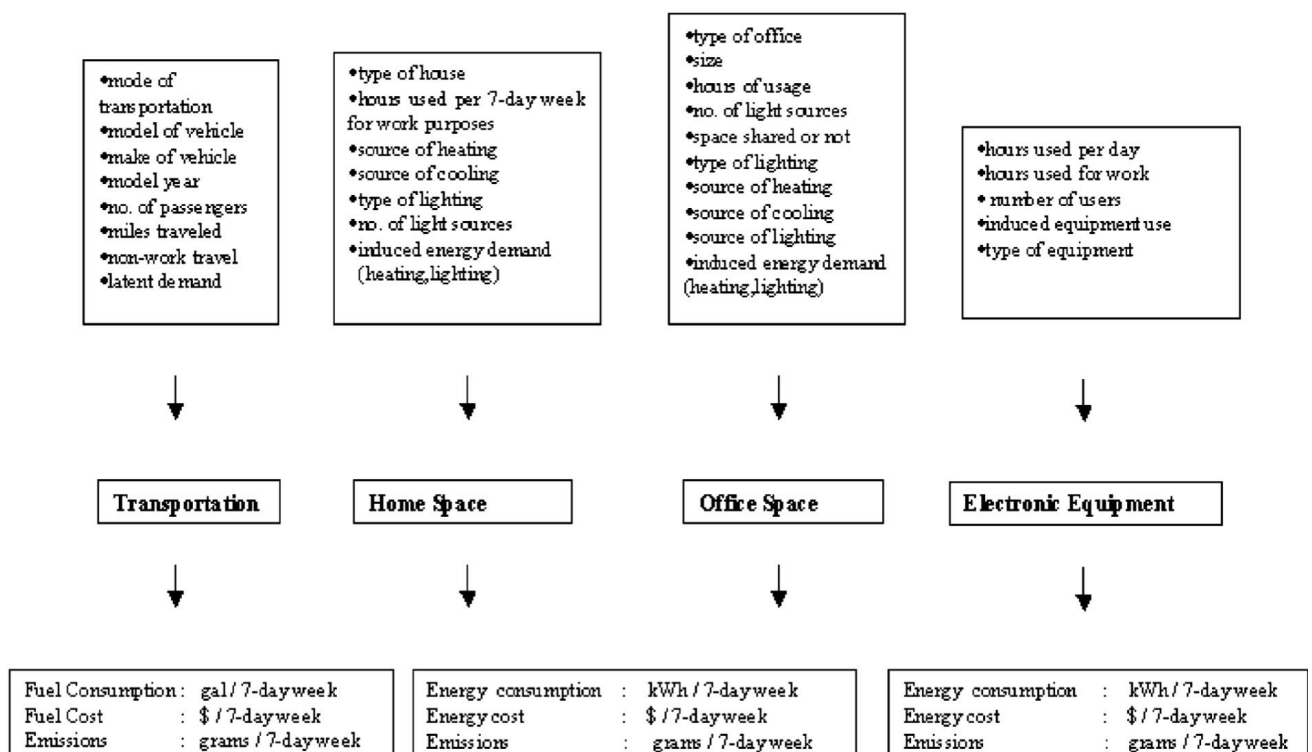 •mode of
transportation
•model of vehicle
•make of vehicle
•model year
•no. of passengers
•miles traveled
•non-work travel
•latent demand
•type of house
•hours used per 7-day week
for work purposes
•source of heating
•source of cooling
•type of lighting
•no. of light sources
•induced energy demand
(heating,lighting)
•type of office
•size
•hours of usage
•no. of light sources
•space shared or not
•type of lighting
•source of heating
•source of cooling
•source of lighting
•induced energy demand
(heating,lighting)
•hours used per day
•hours used for work
• number of users
•induced equipment use
•type of equipment
Transportation
Home Space
Office Space
Electronic Equipment
Fuel Consumption : gal / 7-day week
Fuel Cost : $ / 7-day week
Emissions : grams / 7-day week
Energy consumption : kWh / 7-day week
Energy cost : $ / 7-day week
Emissions : grams / 7-day week
Energy consumption : kWh / 7-day week
Energy cost : $ / 7-day week
Emissions : grams / 7-day week